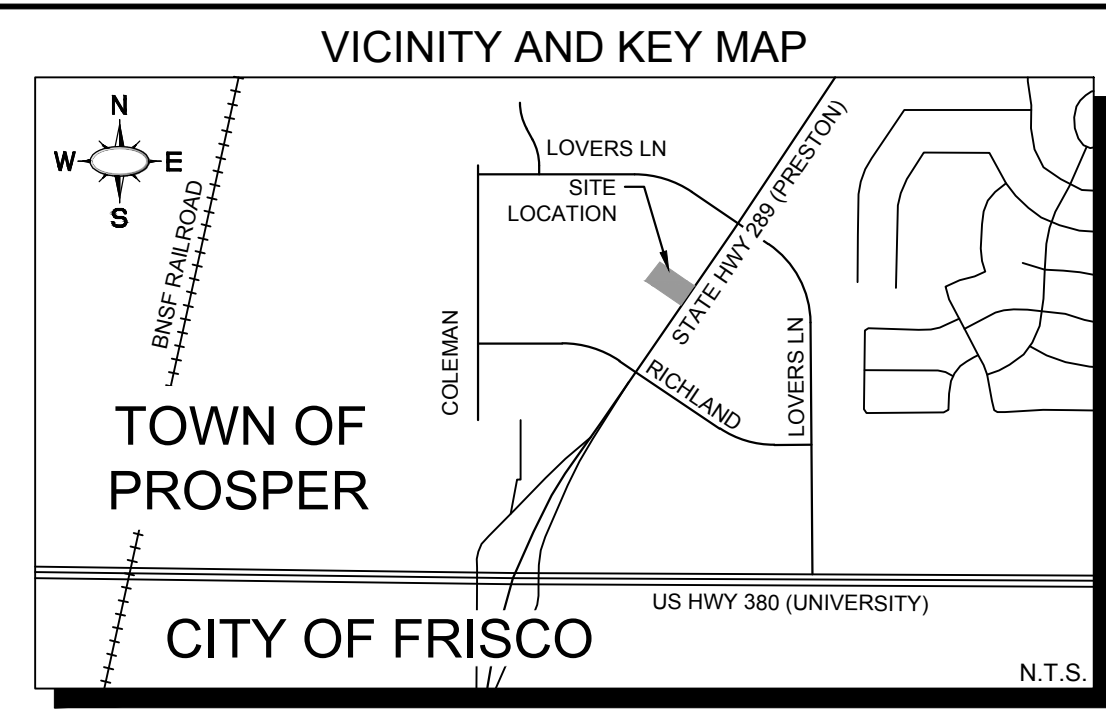 VICINITY AND KEY MAP
N
W
E
S
BNSF RAILROAD
LOVERS LN
SITE
LOCATION
STATE HWY 289 (PRESTON)
COLEMAN
RICHLAND
LOVERS LN
TOWN OF
PROSPER
US HWY 380 (UNIVERSITY)
CITY OF FRISCO
N.T.S.